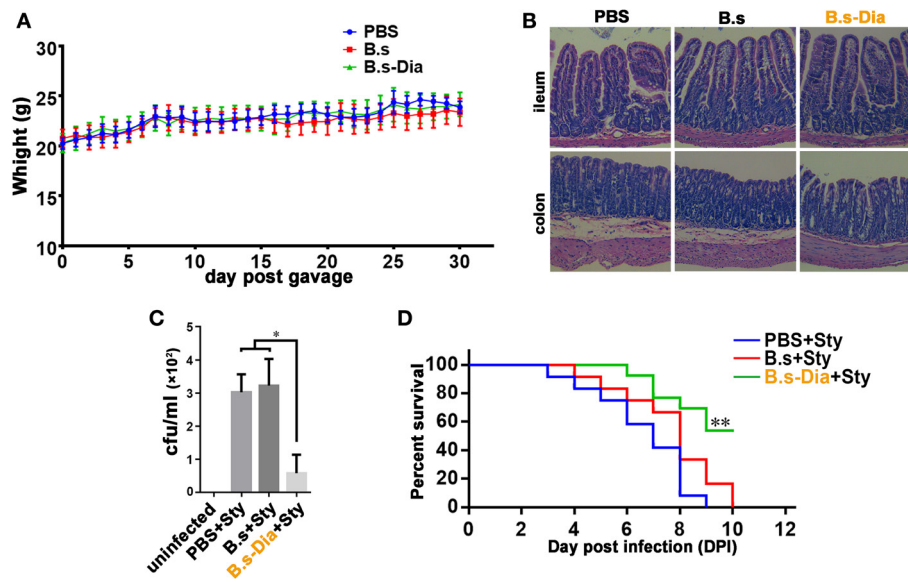 A
PBS
B.s
B.s-Dia
Whight (g)
30
25
20
15
10
0 5 10 15 20 25 30
day post gavage
B
PBS B.s B.s-Dia
ileum
colon
C
cfu/ml (×10²)
5
4
3
2
1
0
*
uninfected
PBS+Sty
B.s+Sty
B.s-Dia+Sty
D
PBS+Sty
B.s+Sty
B.s-Dia+Sty
Percent survival
100
80
60
40
20
0
**
0 2 4 6 8 10 12
Day post infection (DPI)